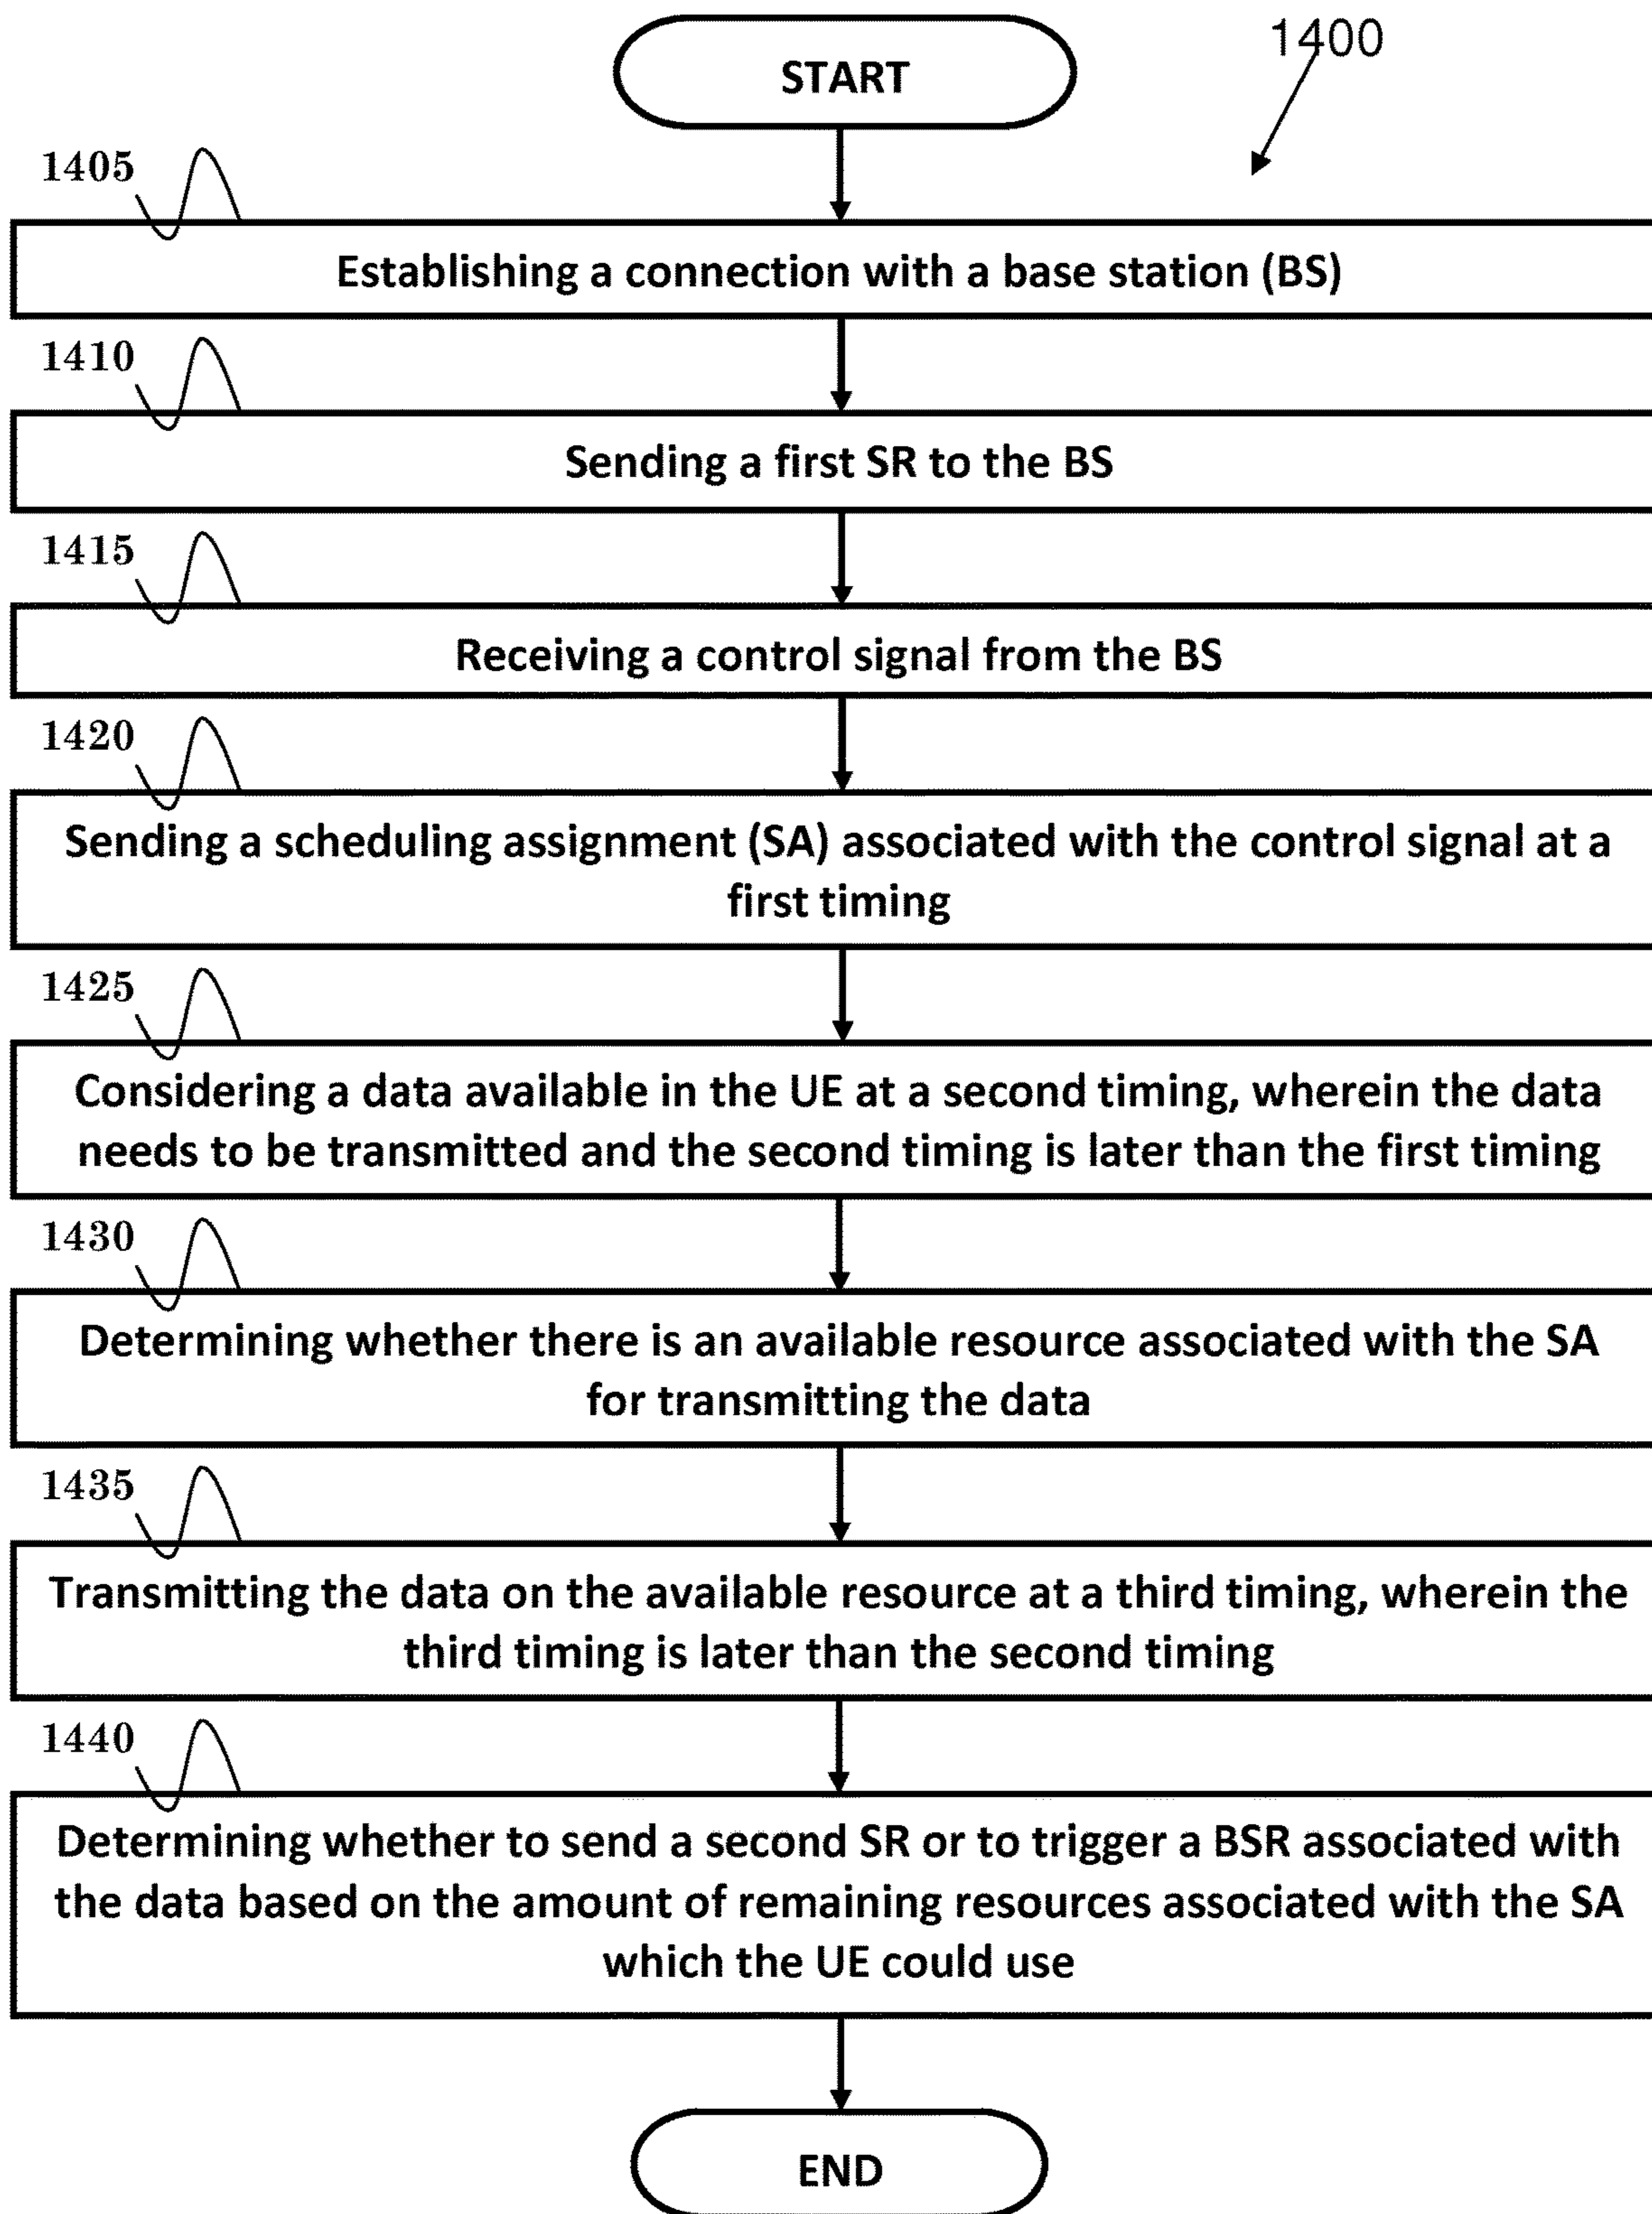 START
1400
1405
Establishing a connection with a base station (BS)
1410
Sending a first SR to the BS
1415
Receiving a control signal from the BS
1420
Sending a scheduling assignment (SA) associated with the control signal at a
first timing
1425
Considering a data available in the UE at a second timing, wherein the data
needs to be transmitted and the second timing is later than the first timing
1430
Determining whether there is an available resource associated with the SA
for transmitting the data
1435
Transmitting the data on the available resource at a third timing, wherein the
third timing is later than the second timing
1440
Determining whether to send a second SR or to trigger a BSR associated with
the data based on the amount of remaining resources associated with the SA
which the UE could use
END